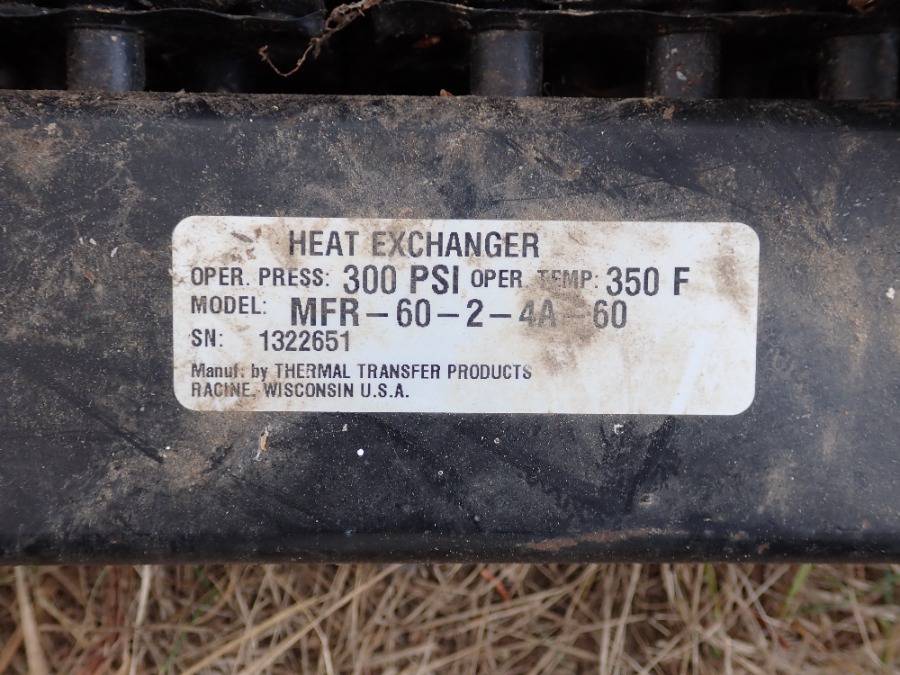 HEAT EXCHANGER
OPER. PRESS: 300 PSI OPER TEMP: 350 F
MODEL: MFR-60-2-4A-60
SN: 1322651
Manuf: by THERMAL TRANSFER PRODUCTS
RACINE, WISCONSIN U.S.A.